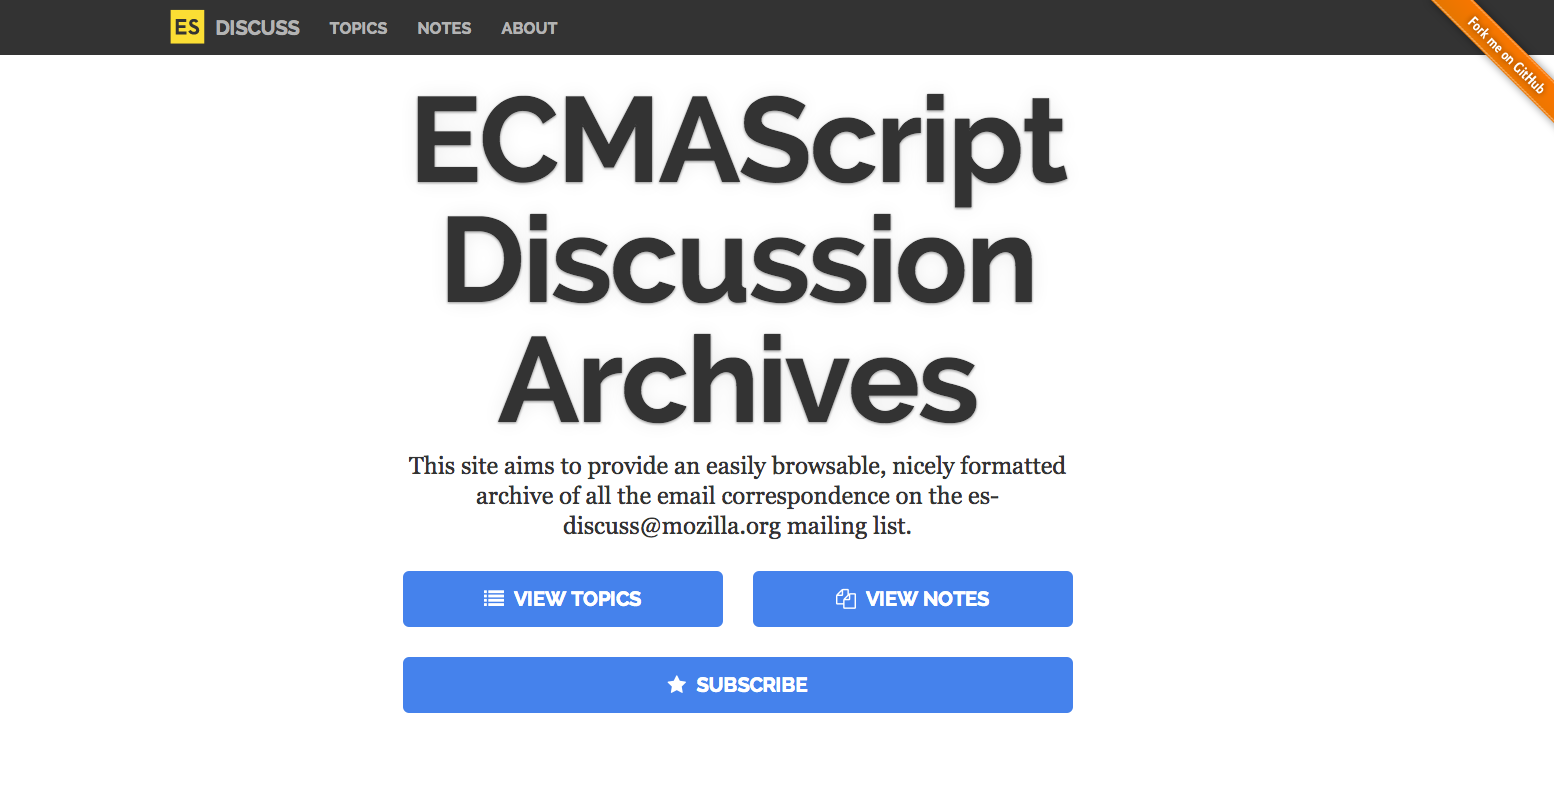 ES DISCUSS TOPICS NOTES ABOUT
Fork me on GitHub
ECMAScript
Discussion
Archives
This site aims to provide an easily browsable, nicely formatted
archive of all the email correspondence on the es-
discuss@mozilla.org mailing list.
VIEW TOPICS VIEW NOTES
SUBSCRIBE